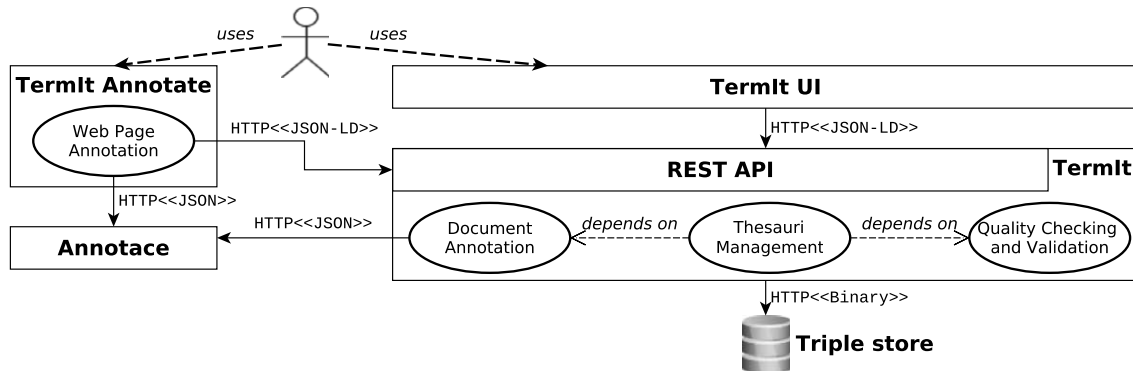 uses
uses
TermIt Annotate
TermIt UI
Web Page
Annotation
HTTP<<JSON-LD>>
HTTP<<JSON-LD>>
REST API
TermIt
HTTP<<JSON>>
HTTP<<JSON>>
Annotace
Document
Annotation
depends on
Thesauri
Management
depends on
Quality Checking
and Validation
HTTP<<Binary>>
Triple store